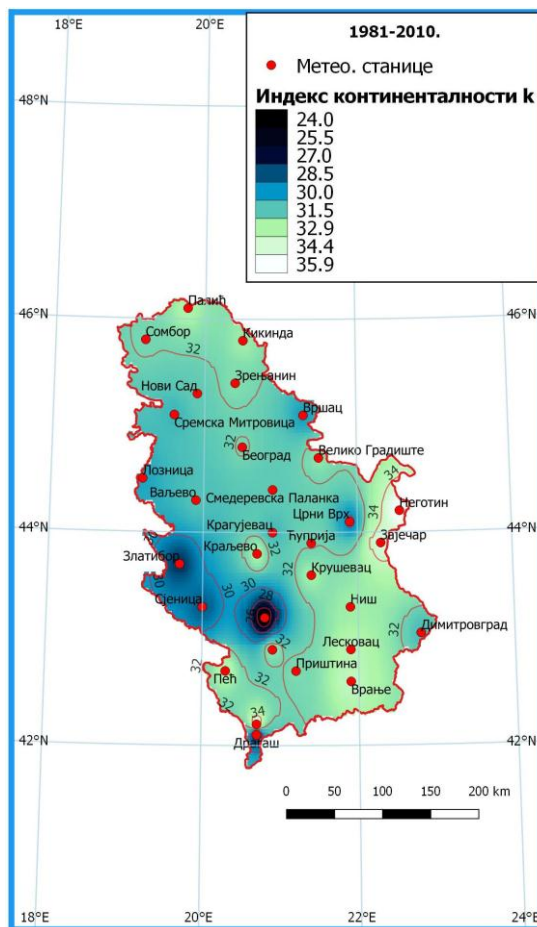 18°E
20°E
1981-2010.
Метео. станице
Индекс континенталности k
24.0
25.5
27.0
28.5
30.0
31.5
32.9
34.4
35.9
48°N
46°N
46°N
Палић
Сомбор
Кикинда
32
Зрењанин
Нови Сад
Вршац
Сремска Митровица
32
Београд
Велико Градиште
Лозница
34
Ваљево
Смедеревска Паланка
Неготин
Црни Врх
34
44°N
44°N
Крагујевац
Ћуприја
Зајечар
30
Златибор
Краљево
32
32
Крушевац
30
30
30
28
Сјеница
26
Ниш
32
Димитровград
32
Лесковац
32
Пећ
32
Приштина
32
Врање
34
42°N
Драгаш
42°N
0 50 100 150 200 km
18°E
20°E
22°E
24°E